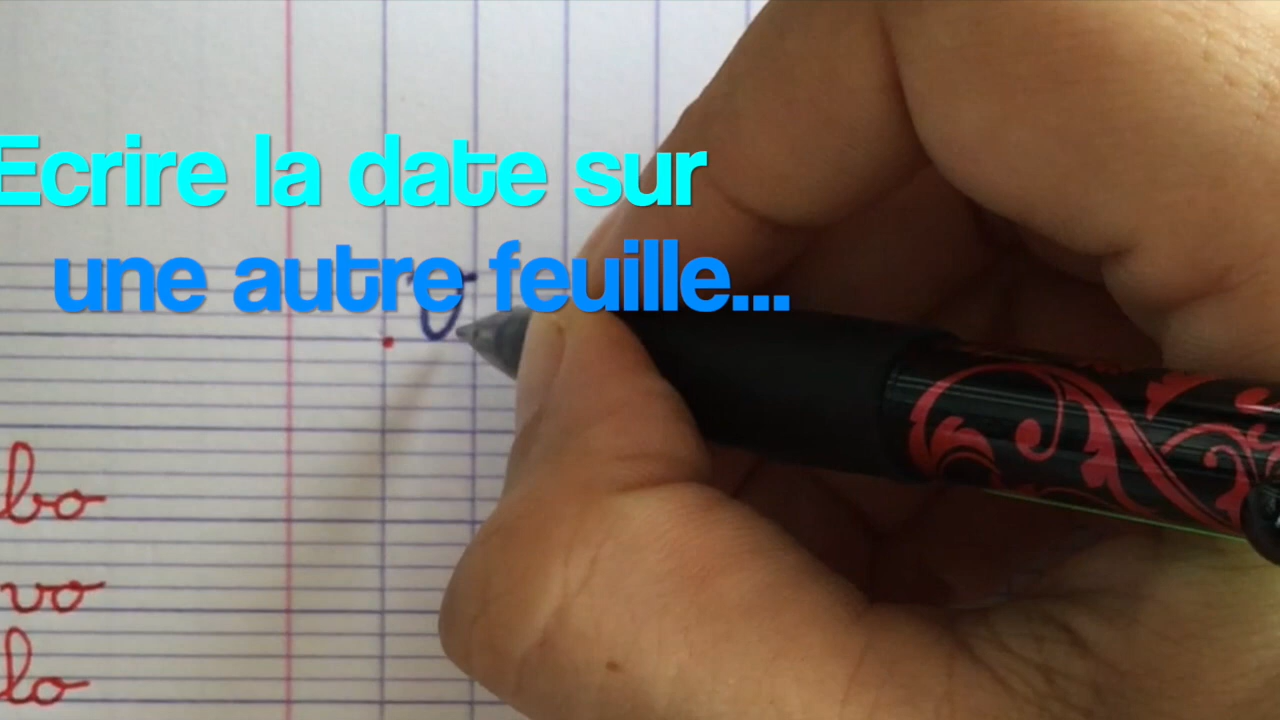 Ecrire la date sur
une autre feuille...
bo
vo
lo